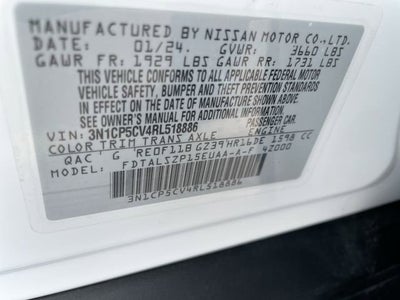 MANUFACTURED BY NISSAN MOTOR CO., LTD.
DATE: 01/24. GVWR: 3660 LBS
GAWR FR: 1929 LBS GAWR RR: 1731 LBS
THIS VEHICLE CONFORMS TO ALL APPLICABLE FEDERAL MOTOR
VEHICLE SAFETY, BUMPER AND THEFT PREVENTION STANDARDS
IN EFFECT ON THE DATE OF MANUFACTURE SHOWN ABOVE.
SEE OWNER'S MANUAL FOR ADDITIONAL INFORMATION
VIN: 3N1CP5CV4RL518886 PASSENGER CAR
COLOR TRIM TRANS AXLE ENGINE
QAC G RE0F11B GZ39 HR16DE 1598 CC
FDTALSZP15EUAA-A-F 42000
3N1CP5CV4RL518886